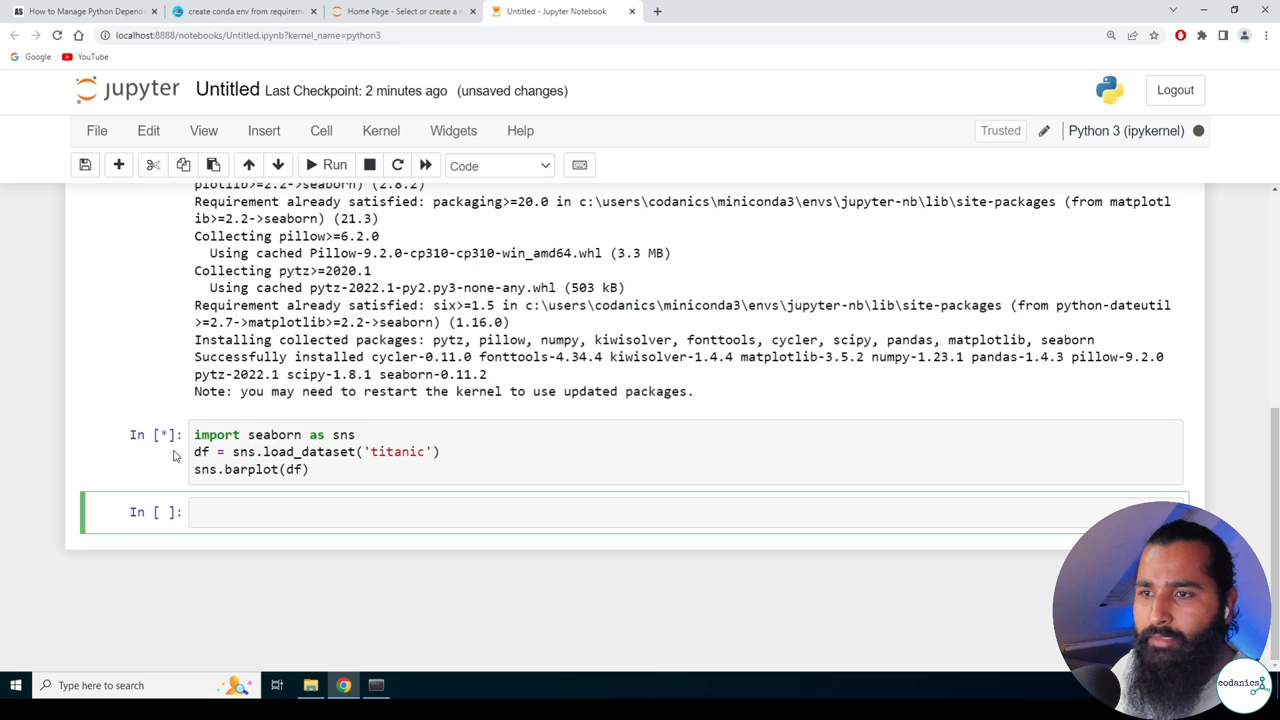 How to Manage Python Depend
create conda env from requireme
Home Page - Select or create a n
Untitled - Jupyter Notebook
localhost:8888/notebooks/Untitled.ipynb?kernel_name=python3
Google
YouTube
jupyter Untitled Last Checkpoint: 2 minutes ago (unsaved changes)
Logout
File Edit View Insert Cell Kernel Widgets Help
Trusted
Python 3 (ipykernel)
Run
Code
plotlib>=2.2->seaborn) (2.8.2)
Requirement already satisfied: packaging>=20.0 in c:\users\codanics\miniconda3\envs\jupyter-nb\lib\site-packages (from matplotl
ib>=2.2->seaborn) (21.3)
Collecting pillow>=6.2.0
Using cached Pillow-9.2.0-cp310-cp310-win_amd64.whl (3.3 MB)
Collecting pytz>=2020.1
Using cached pytz-2022.1-py2.py3-none-any.whl (503 kB)
Requirement already satisfied: six>=1.5 in c:\users\codanics\miniconda3\envs\jupyter-nb\lib\site-packages (from python-dateutil
>=2.7->matplotlib>=2.2->seaborn) (1.16.0)
Installing collected packages: pytz, pillow, numpy, kiwisolver, fonttools, cycler, scipy, pandas, matplotlib, seaborn
Successfully installed cycler-0.11.0 fonttools-4.34.4 kiwisolver-1.4.4 matplotlib-3.5.2 numpy-1.23.1 pandas-1.4.3 pillow-9.2.0
pytz-2022.1 scipy-1.8.1 seaborn-0.11.2
Note: you may need to restart the kernel to use updated packages.
In [*]: import seaborn as sns
df = sns.load_dataset('titanic')
sns.barplot(df)
In [ ]:
Type here to search
codanics